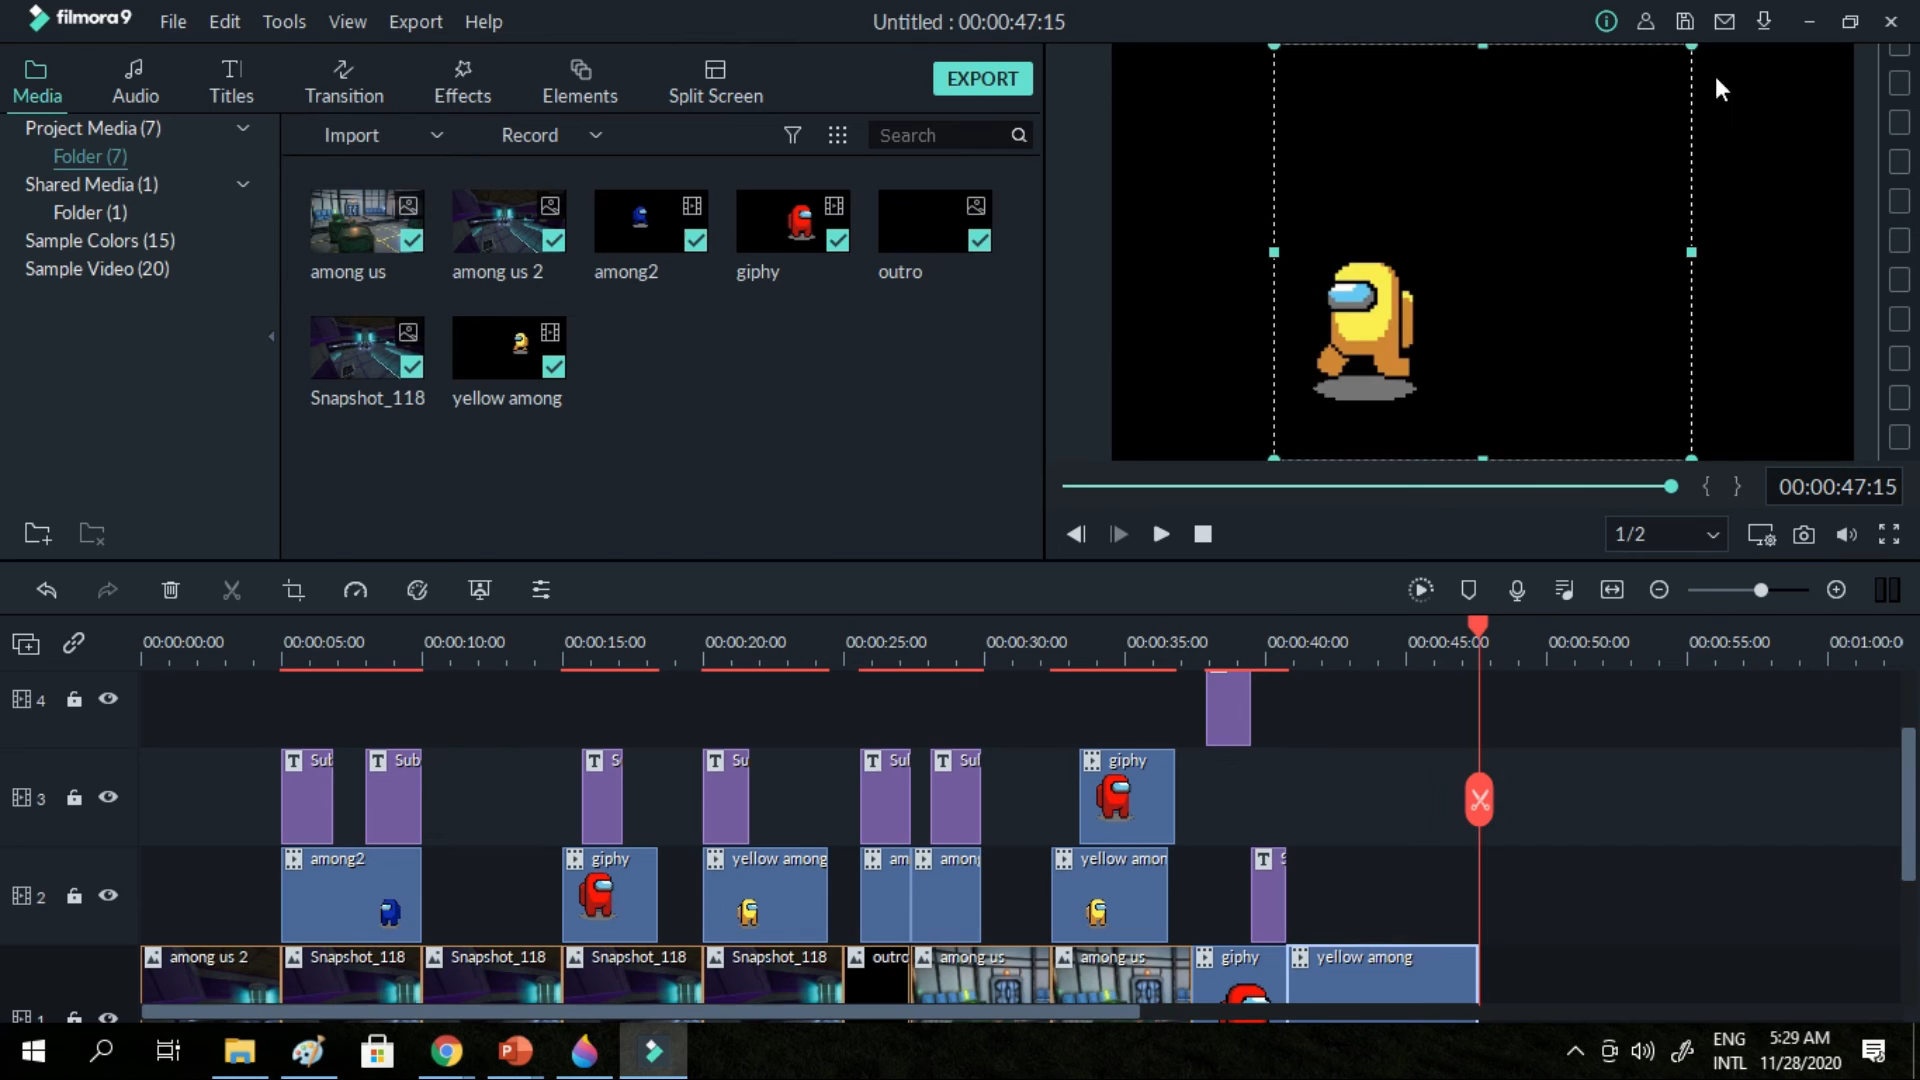 filmora9 File Edit Tools View Export Help Untitled : 00:00:47:15
Media Audio Titles Transition Effects Elements Split Screen EXPORT
Project Media (7) Import Record Search
Folder (7)
Shared Media (1)
Folder (1)
Sample Colors (15)
Sample Video (20)
among us among us 2 among2 giphy outro
Snapshot_118 yellow among
00:00:47:15
1/2
00:00:00:00 00:00:05:00 00:00:10:00 00:00:15:00 00:00:20:00 00:00:25:00 00:00:30:00 00:00:35:00 00:00:40:00 00:00:45:00 00:00:50:00 00:00:55:00 00:01:00:0
4
3 T Sub T Sub T S T Su T Sul T Sul giphy
2 among2 giphy yellow among am among yellow amon T S
1 among us 2 Snapshot_118 Snapshot_118 Snapshot_118 Snapshot_118 outro among us among us giphy yellow among
ENG 5:29 AM
INTL 11/28/2020